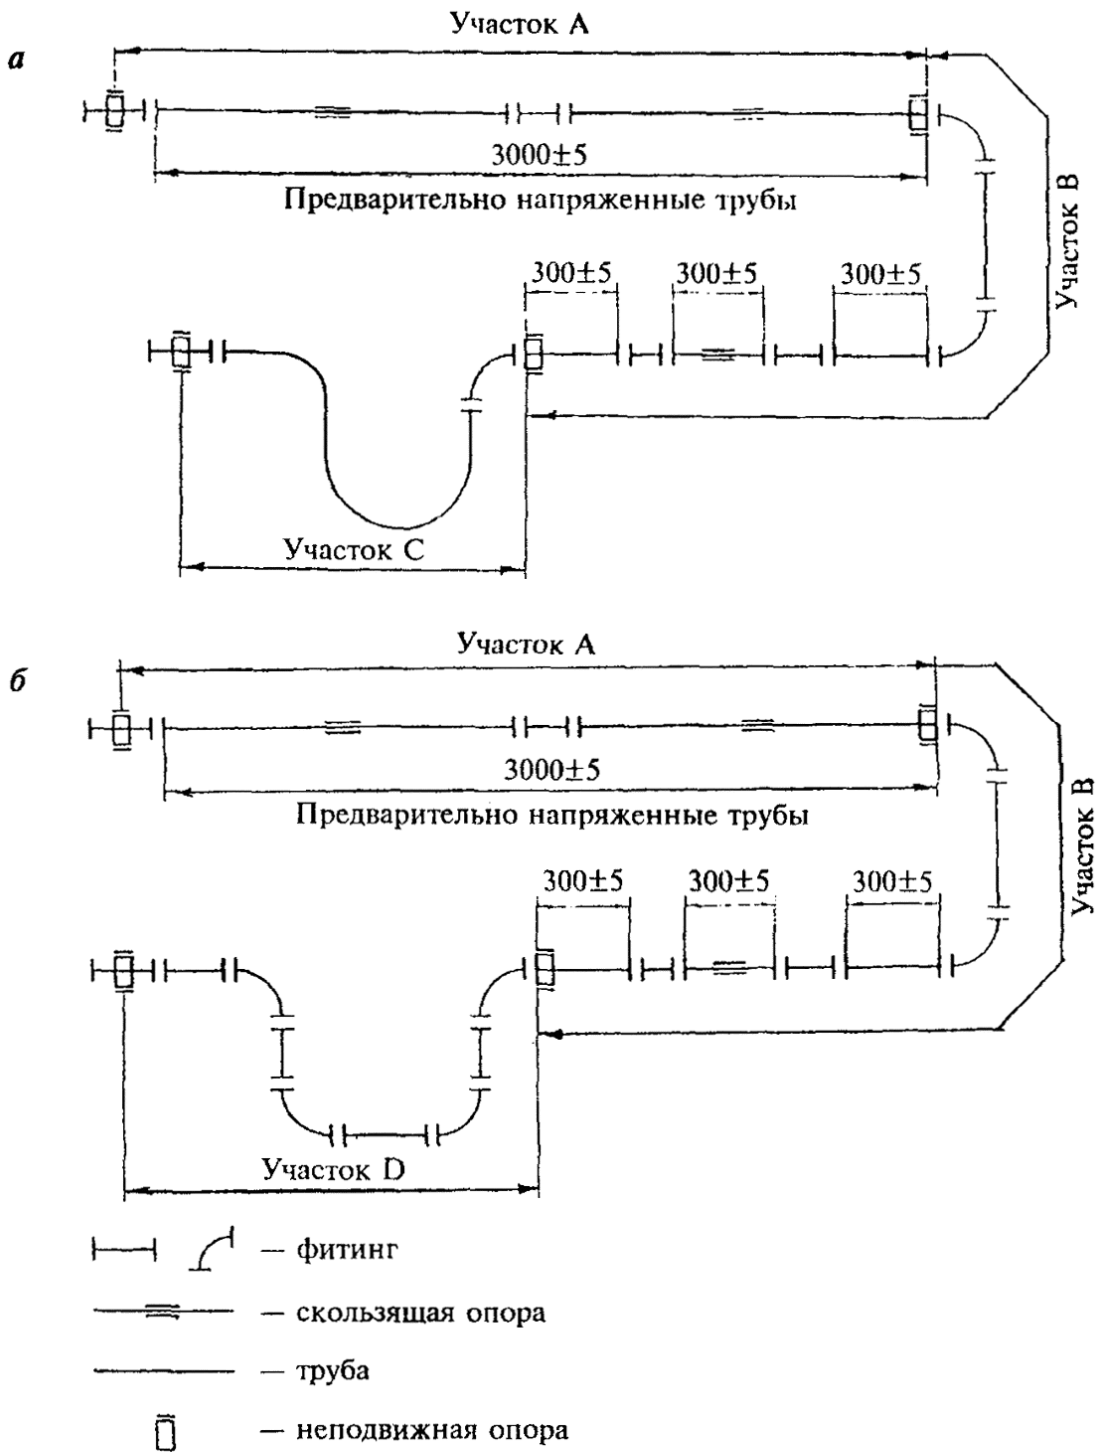 Участок А
а
3000±5
Предварительно напряженные трубы
Участок В
300±5 300±5 300±5
Участок С
Участок А
б
3000±5
Предварительно напряженные трубы
Участок В
300±5 300±5 300±5
Участок D
— фитинг
— скользящая опора
— труба
— неподвижная опора